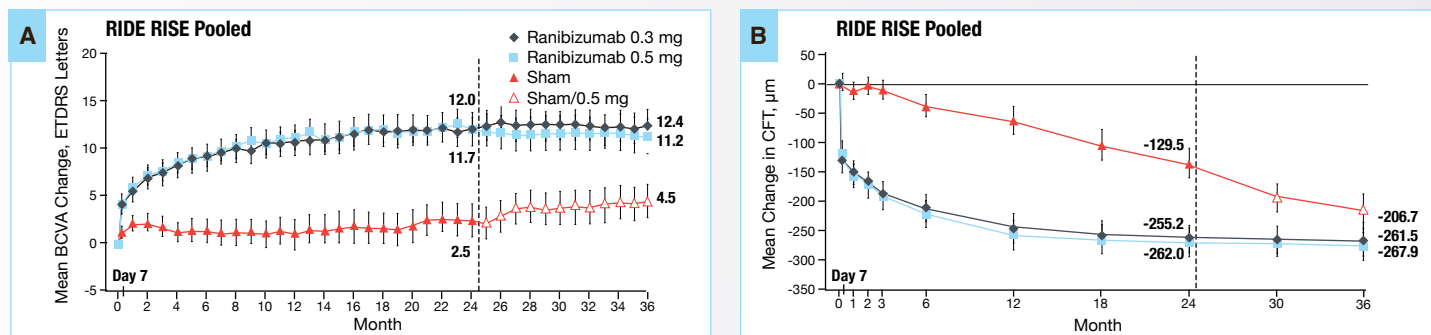 A
RIDE RISE Pooled
Mean BCVA Change, ETDRS Letters
20
15
10
5
0
-5
Ranibizumab 0.3 mg
Ranibizumab 0.5 mg
Sham
Sham/0.5 mg
12.0
11.7
2.5
12.4
11.2
4.5
Day 7
0 2 4 6 8 10 12 14 16 18 20 22 24 26 28 30 32 34 36
Month
B
RIDE RISE Pooled
Mean Change in CFT, µm
50
0
-50
-100
-150
-200
-250
-300
-350
-129.5
-255.2
-262.0
-206.7
-261.5
-267.9
Day 7
0 1 2 3 6 12 18 24 30 36
Month